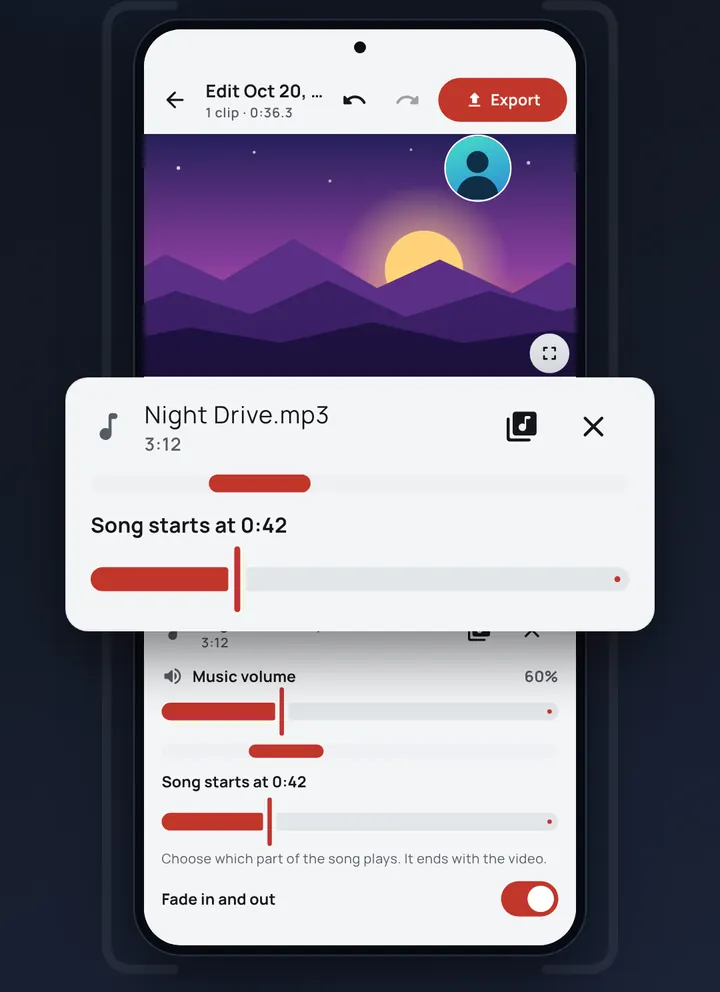 Edit Oct 20, ...
1 clip · 0:36.3
Export
Night Drive.mp3
3:12
Song starts at 0:42
3:12
Music volume
60%
Song starts at 0:42
Choose which part of the song plays. It ends with the video.
Fade in and out